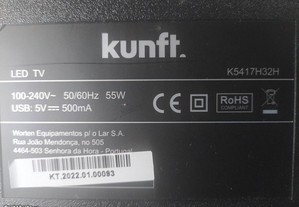 kunft.
LED TV
K5417H32H
100-240V~ 50/60Hz 55W
USB: 5V⎓ 500mA
CE
RoHS
COMPLIANT
Worten Equipamentos p/ o Lar S.A.
Rua João Mendonça, no 505
4464-503 Senhora da Hora - Portugal
KT.2022.01.00093